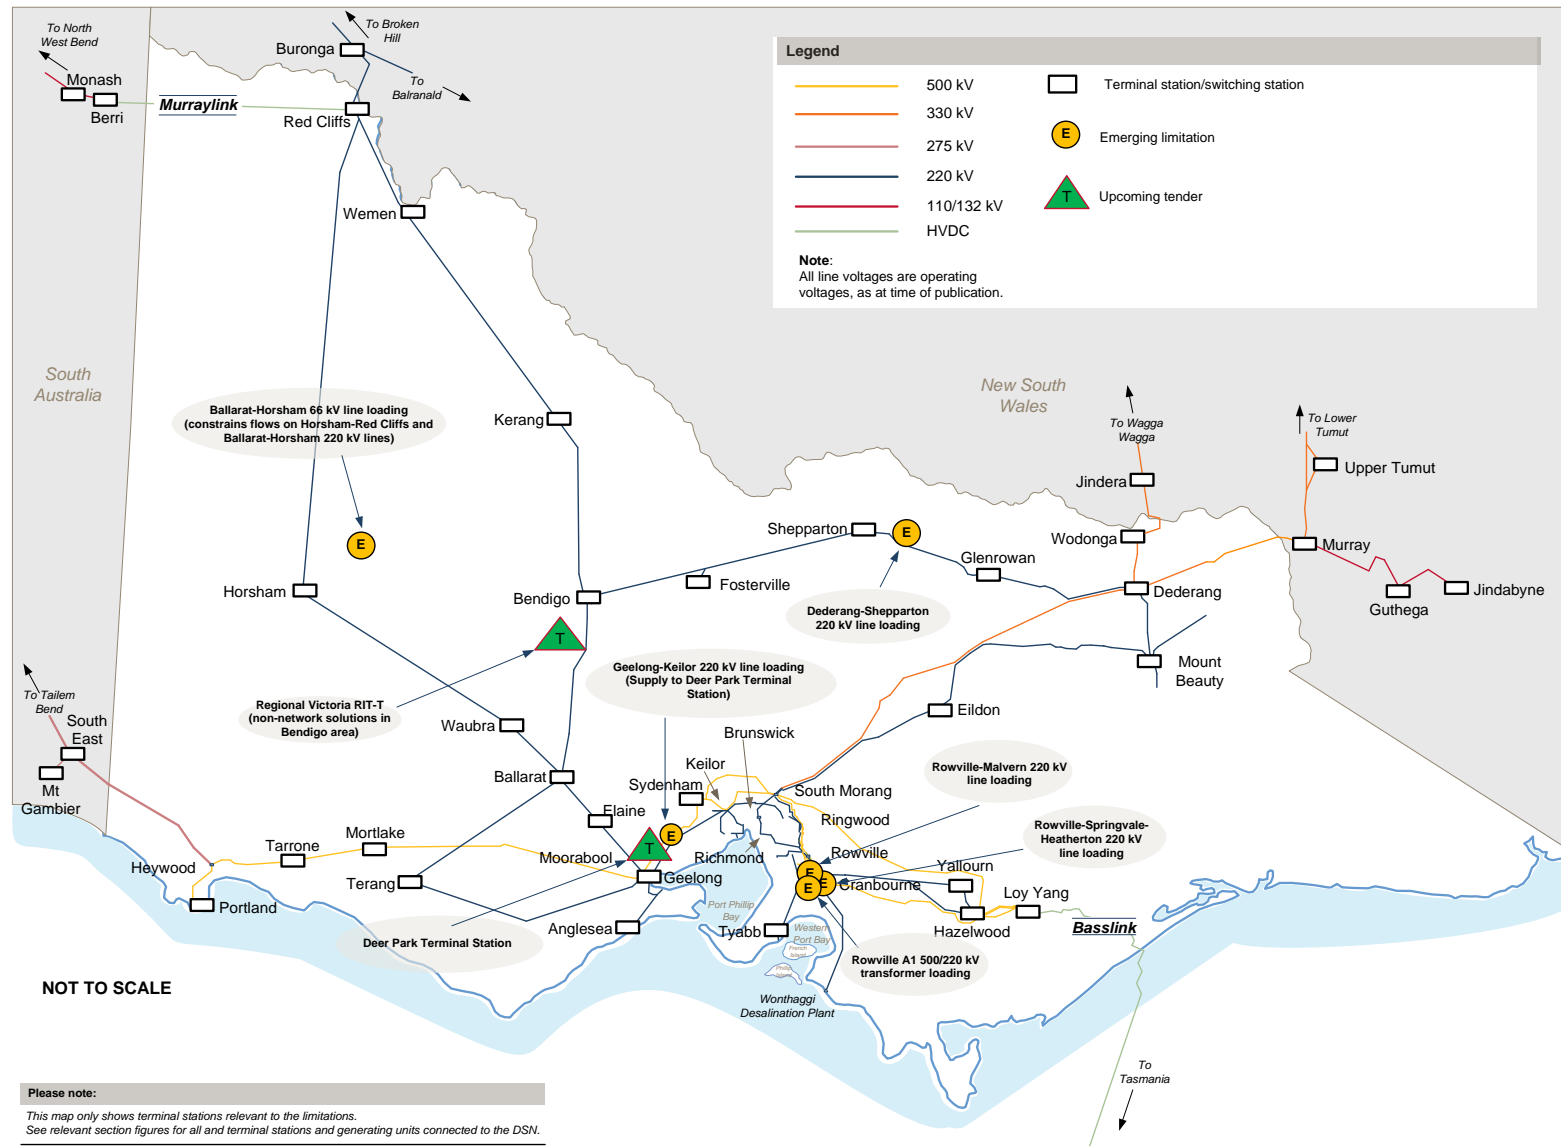 To North
West Bend
Monash
Berri
Murraylink
Buronga
To Broken
Hill
To
Balranald
Red Cliffs
Wemen
Legend
500 kV
330 kV
275 kV
220 kV
110/132 kV
HVDC
Terminal station/switching station
E
Emerging limitation
T
Upcoming tender
Note:
All line voltages are operating
voltages, as at time of publication.
South
Australia
New South
Wales
Ballarat-Horsham 66 kV line loading
(constrains flows on Horsham-Red Cliffs and
Ballarat-Horsham 220 kV lines)
E
Kerang
To Wagga
Wagga
To Lower
Tumut
Jindera
Upper Tumut
Shepparton
E
Wodonga
Murray
Glenrowan
Fosterville
Horsham
Bendigo
Dederang
Guthega
Jindabyne
Dederang-Shepparton
220 kV line loading
T
Mount
Beauty
Geelong-Keilor 220 kV line loading
(Supply to Deer Park Terminal
Station)
Regional Victoria RIT-T
(non-network solutions in
Bendigo area)
To Tailem
Bend
South
East
Mt
Gambier
Waubra
Eildon
Brunswick
Keilor
Ballarat
Sydenham
South Morang
Rowville-Malvern 220 kV
line loading
Elaine
Ringwood
Rowville-Springvale-
Heatherton 220 kV
line loading
Mortlake
Tarrone
Heywood
Moorabool
E
T
Richmond
Rowville
Yallourn
Terang
Geelong
E
E
E
Cranbourne
Loy Yang
Portland
Port Phillip
Bay
Anglesea
Tyabb
Western
Port Bay
French
Island
Phillip
Island
Hazelwood
Basslink
Deer Park Terminal Station
Rowville A1 500/220 kV
transformer loading
NOT TO SCALE
Wonthaggi
Desalination Plant
To
Tasmania
Please note:
This map only shows terminal stations relevant to the limitations.
See relevant section figures for all and terminal stations and generating units connected to the DSN.